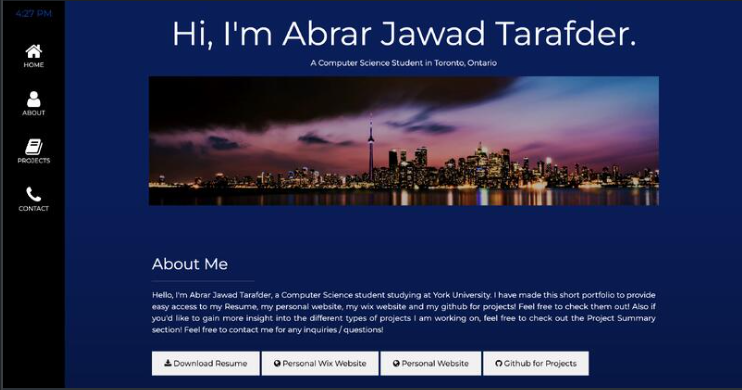 4:27 PM
HOME
ABOUT
PROJECTS
CONTACT
Hi, I'm Abrar Jawad Tarafder.
A Computer Science Student in Toronto, Ontario
About Me
Hello, I'm Abrar Jawad Tarafder, a Computer Science student studying at York University. I have made this short portfolio to provide
easy access to my Resume, my personal website, my wix website and my github for projects! Feel free to check them out! Also if
you'd like to gain more insight into the different types of projects I am working on, feel free to check out the Project Summary
section! Feel free to contact me for any inquiries / questions!
Download Resume
Personal Wix Website
Personal Website
Github for Projects